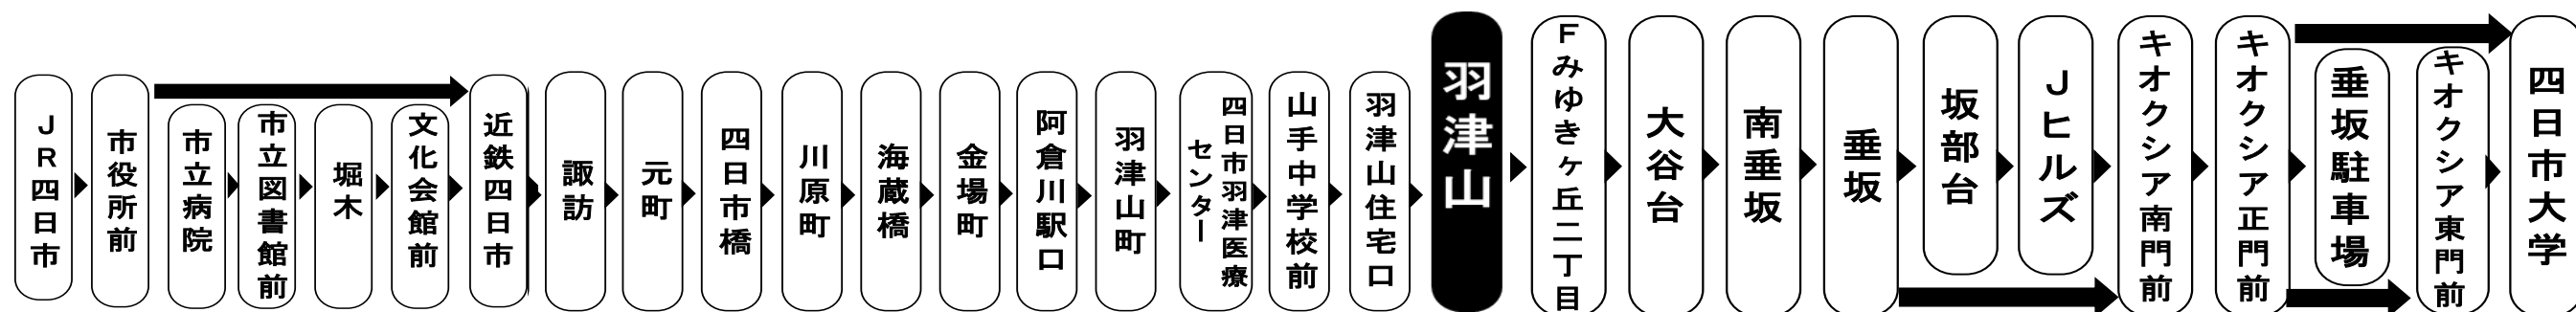 JR四日市
市役所前
市立病院
市立図書館前
堀木
文化会館前
近鉄四日市
諏訪
元町
四日市橋
川原町
海蔵橋
金場町
阿倉川駅口
羽津山町
四日市羽津医療
センター
山手中学校前
羽津山住宅口
羽津山
Fみゆきヶ丘二丁目
大谷台
南垂坂
垂坂
坂部台
Jヒルズ
キオクシア南門前
キオクシア正門前
垂坂駐車場
キオクシア東門前
四日市大学